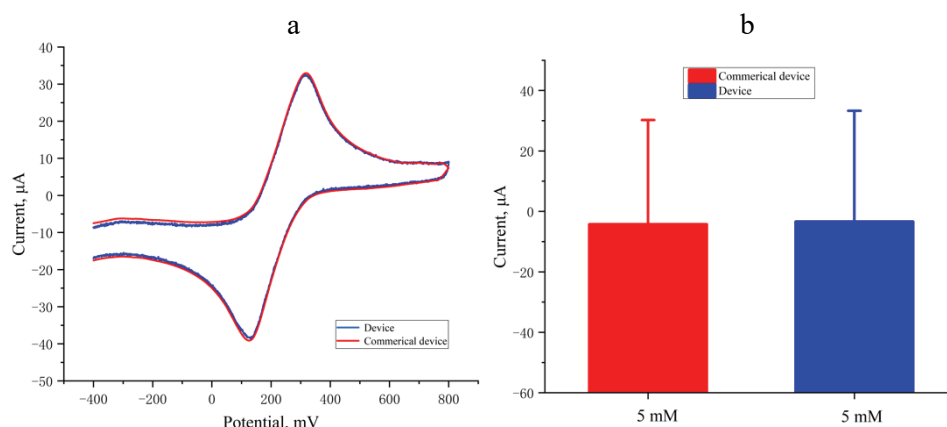 a
40
30
20
10
0
−10
−20
−30
−40
−50
Current, μA
−400
−200
0
200
400
600
800
Potential, mV
Device
Commerical device
b
40
20
0
−20
−40
−60
Current, μA
Commerical device
Device
5 mM
5 mM